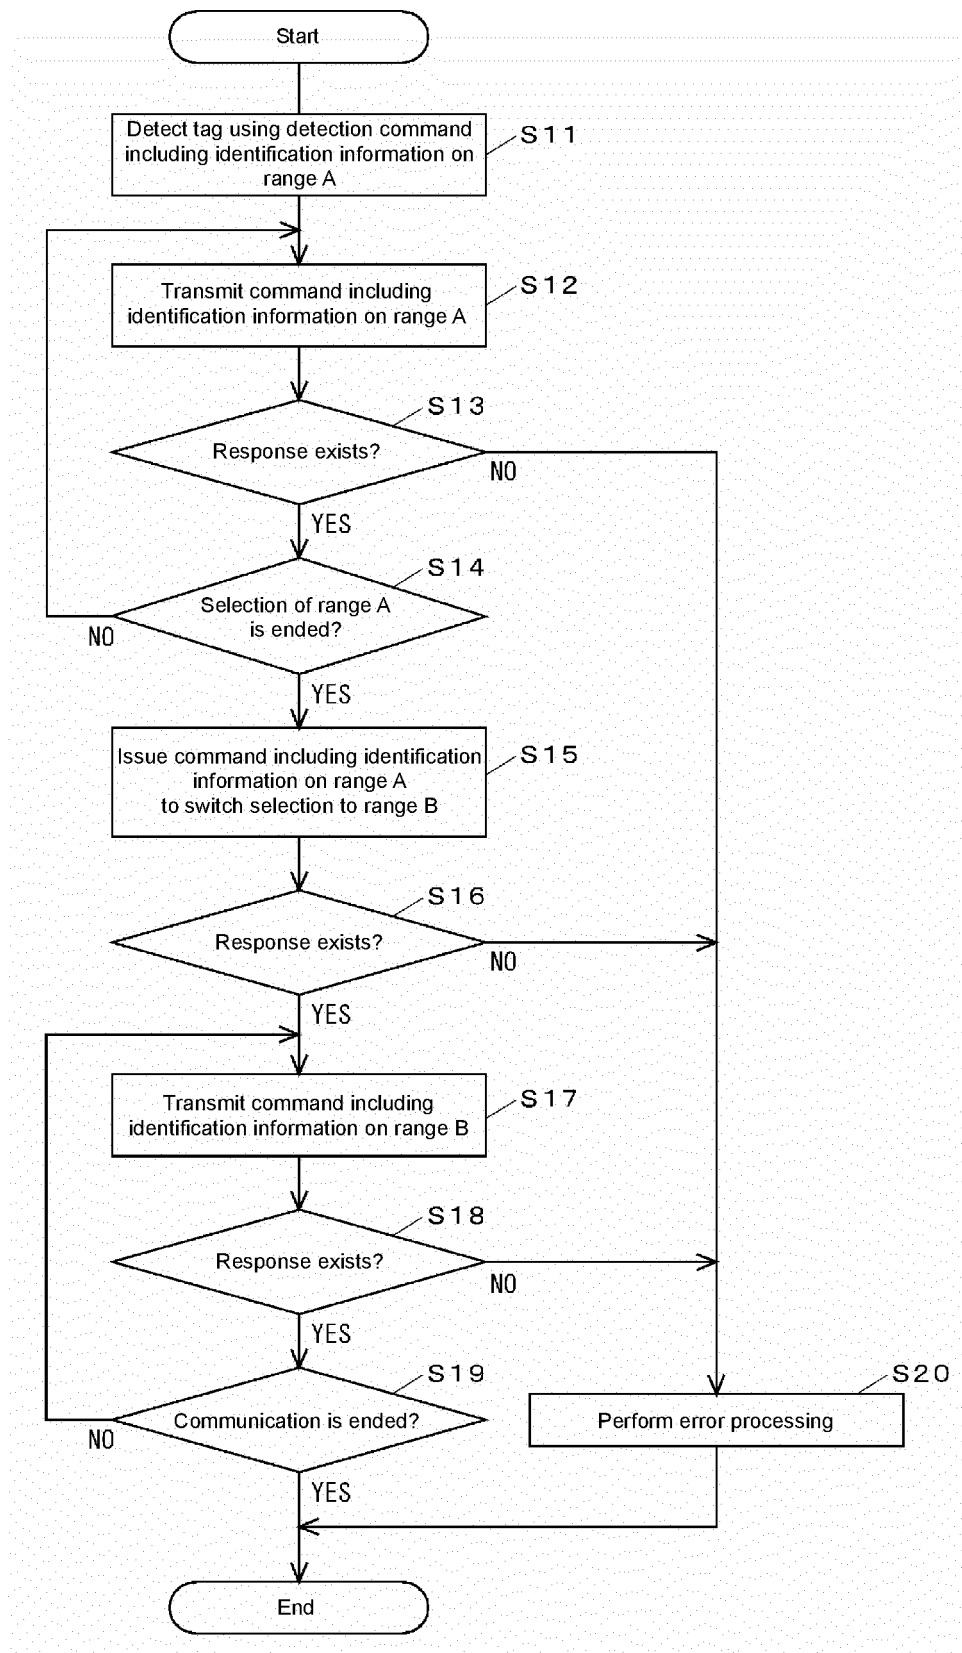 Start
Detect tag using detection command
including identification information on
range A
S11
Transmit command including
identification information on range A
S12
S13
Response exists?
NO
YES
S14
Selection of range A
is ended?
NO
YES
Issue command including identification
information on range A
to switch selection to range B
S15
S16
Response exists?
NO
YES
Transmit command including
identification information on range B
S17
S18
Response exists?
NO
YES
S19
Communication is ended?
NO
YES
S20
Perform error processing
End